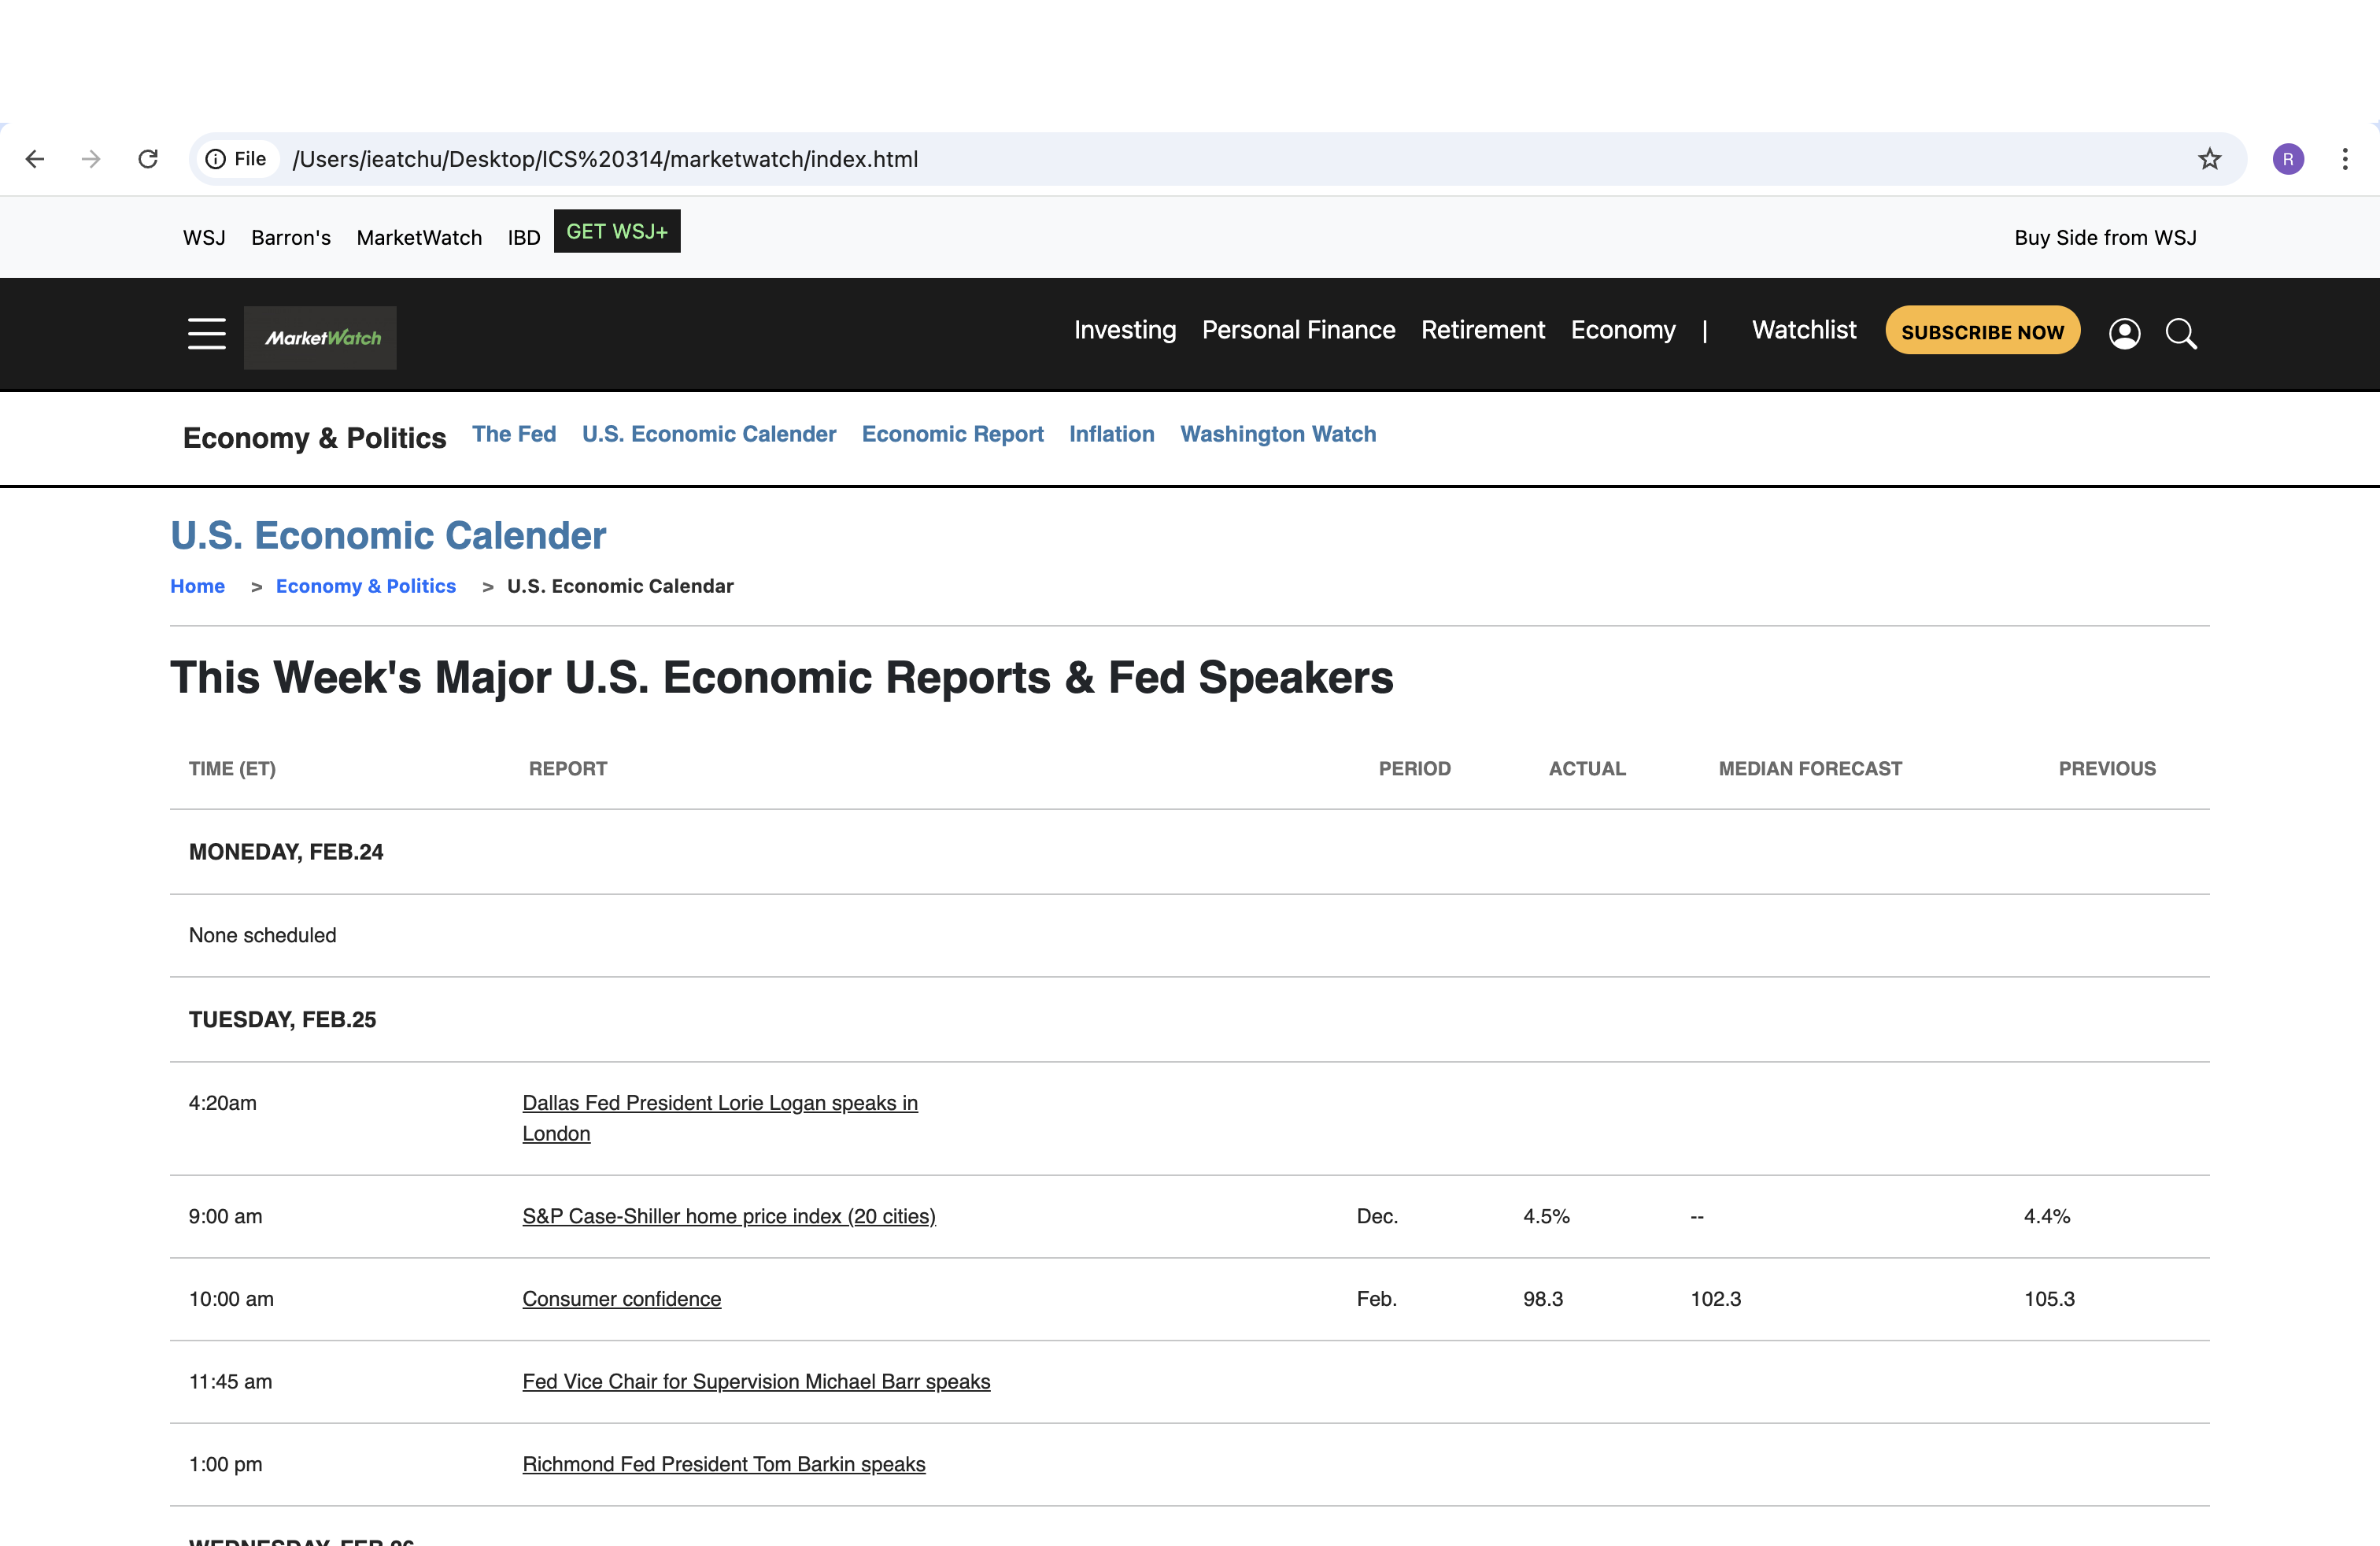 File /Users/ieatchu/Desktop/ICS%20314/marketwatch/index.html R
WSJ Barron's MarketWatch IBD GET WSJ+ Buy Side from WSJ
MarketWatch Investing Personal Finance Retirement Economy | Watchlist SUBSCRIBE NOW
Economy & Politics The Fed U.S. Economic Calender Economic Report Inflation Washington Watch
U.S. Economic Calender
Home > Economy & Politics > U.S. Economic Calendar
This Week's Major U.S. Economic Reports & Fed Speakers
TIME (ET) REPORT PERIOD ACTUAL MEDIAN FORECAST PREVIOUS
MONEDAY, FEB.24
None scheduled
TUESDAY, FEB.25
4:20am Dallas Fed President Lorie Logan speaks in
London
9:00 am S&P Case-Shiller home price index (20 cities) Dec. 4.5% -- 4.4%
10:00 am Consumer confidence Feb. 98.3 102.3 105.3
11:45 am Fed Vice Chair for Supervision Michael Barr speaks
1:00 pm Richmond Fed President Tom Barkin speaks
WEDNESDAY, FEB.26